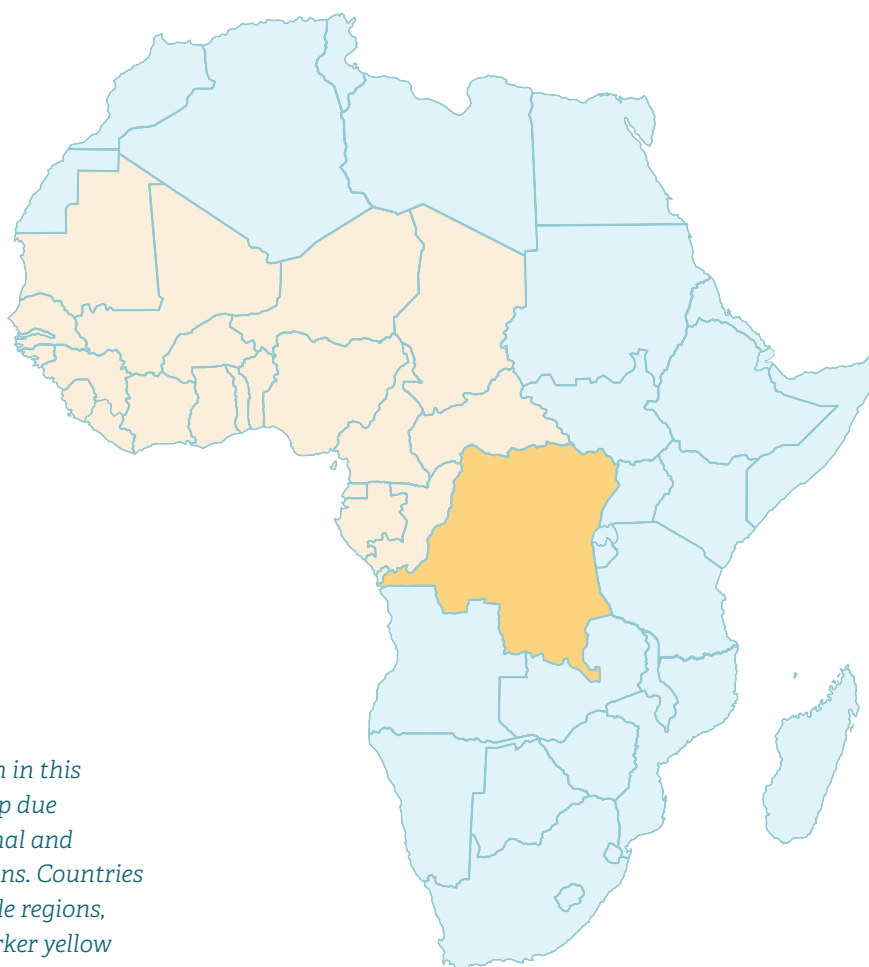 in this
p due
nal and
ns. Countries
le regions,
rker yellow